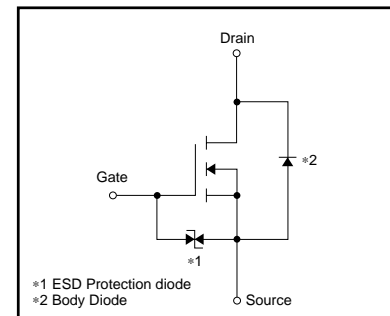 Drain
∗2
Gate
∗1
∗1 ESD Protection diode
∗2 Body Diode
Source